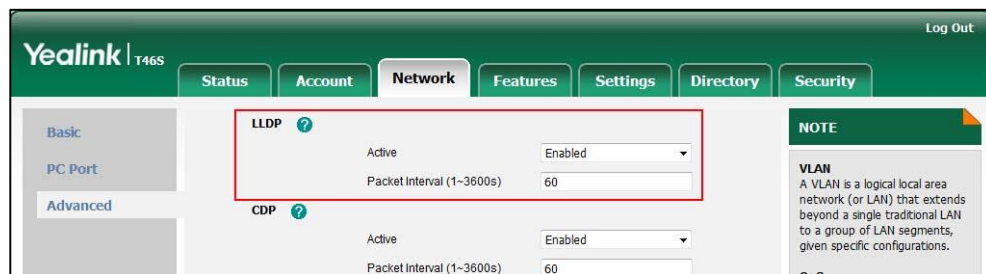 Log Out
Yealink | T46S
Status Account Network Features Settings Directory Security
Basic
PC Port
Advanced
LLDP ?
Active Enabled
Packet Interval (1~3600s) 60
CDP ?
Active Enabled
Packet Interval (1~3600s) 60
NOTE
VLAN
A VLAN is a logical local area
network (or LAN) that extends
beyond a single traditional LAN
to a group of LAN segments,
given specific configurations.